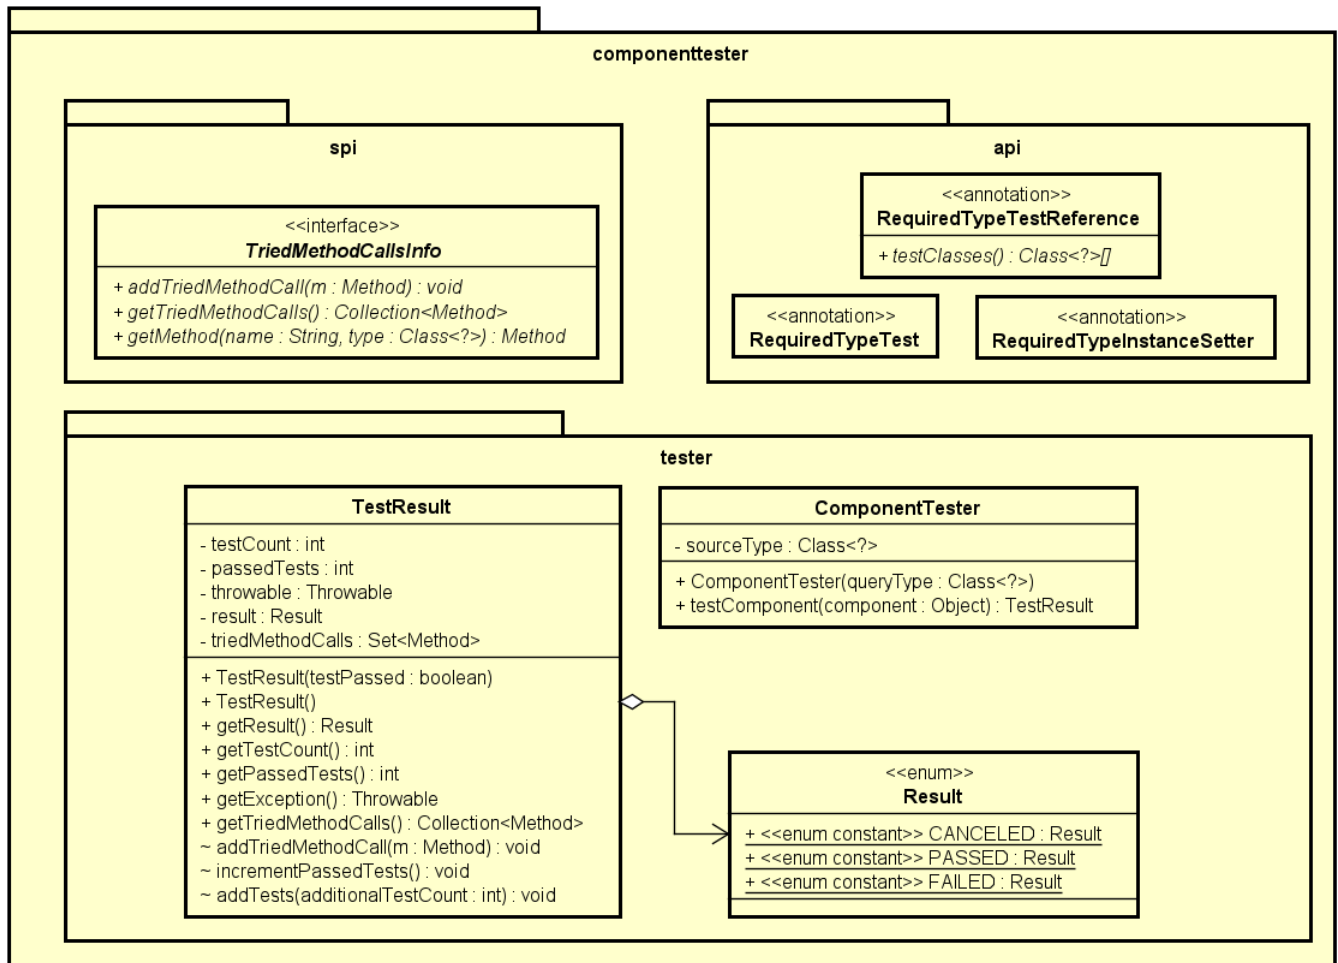 componenttester
spi
<<interface>>
TriedMethodCallsInfo
+ addTriedMethodCall(m : Method) : void
+ getTriedMethodCalls() : Collection<Method>
+ getMethod(name : String, type : Class<?>) : Method
api
<<annotation>>
RequiredTypeTestReference
+ testClasses() : Class<?>[]
<<annotation>>
RequiredTypeTest
<<annotation>>
RequiredTypeInstanceSetter
tester
TestResult
- testCount : int
- passedTests : int
- throwable : Throwable
- result : Result
- triedMethodCalls : Set<Method>
+ TestResult(testPassed : boolean)
+ TestResult()
+ getResult() : Result
+ getTestCount() : int
+ getPassedTests() : int
+ getException() : Throwable
+ getTriedMethodCalls() : Collection<Method>
~ addTriedMethodCall(m : Method) : void
~ incrementPassedTests() : void
~ addTests(additionalTestCount : int) : void
ComponentTester
- sourceType : Class<?>
+ ComponentTester(queryType : Class<?>)
+ testComponent(component : Object) : TestResult
<<enum>>
Result
+ <<enum constant>> CANCELED : Result
+ <<enum constant>> PASSED : Result
+ <<enum constant>> FAILED : Result